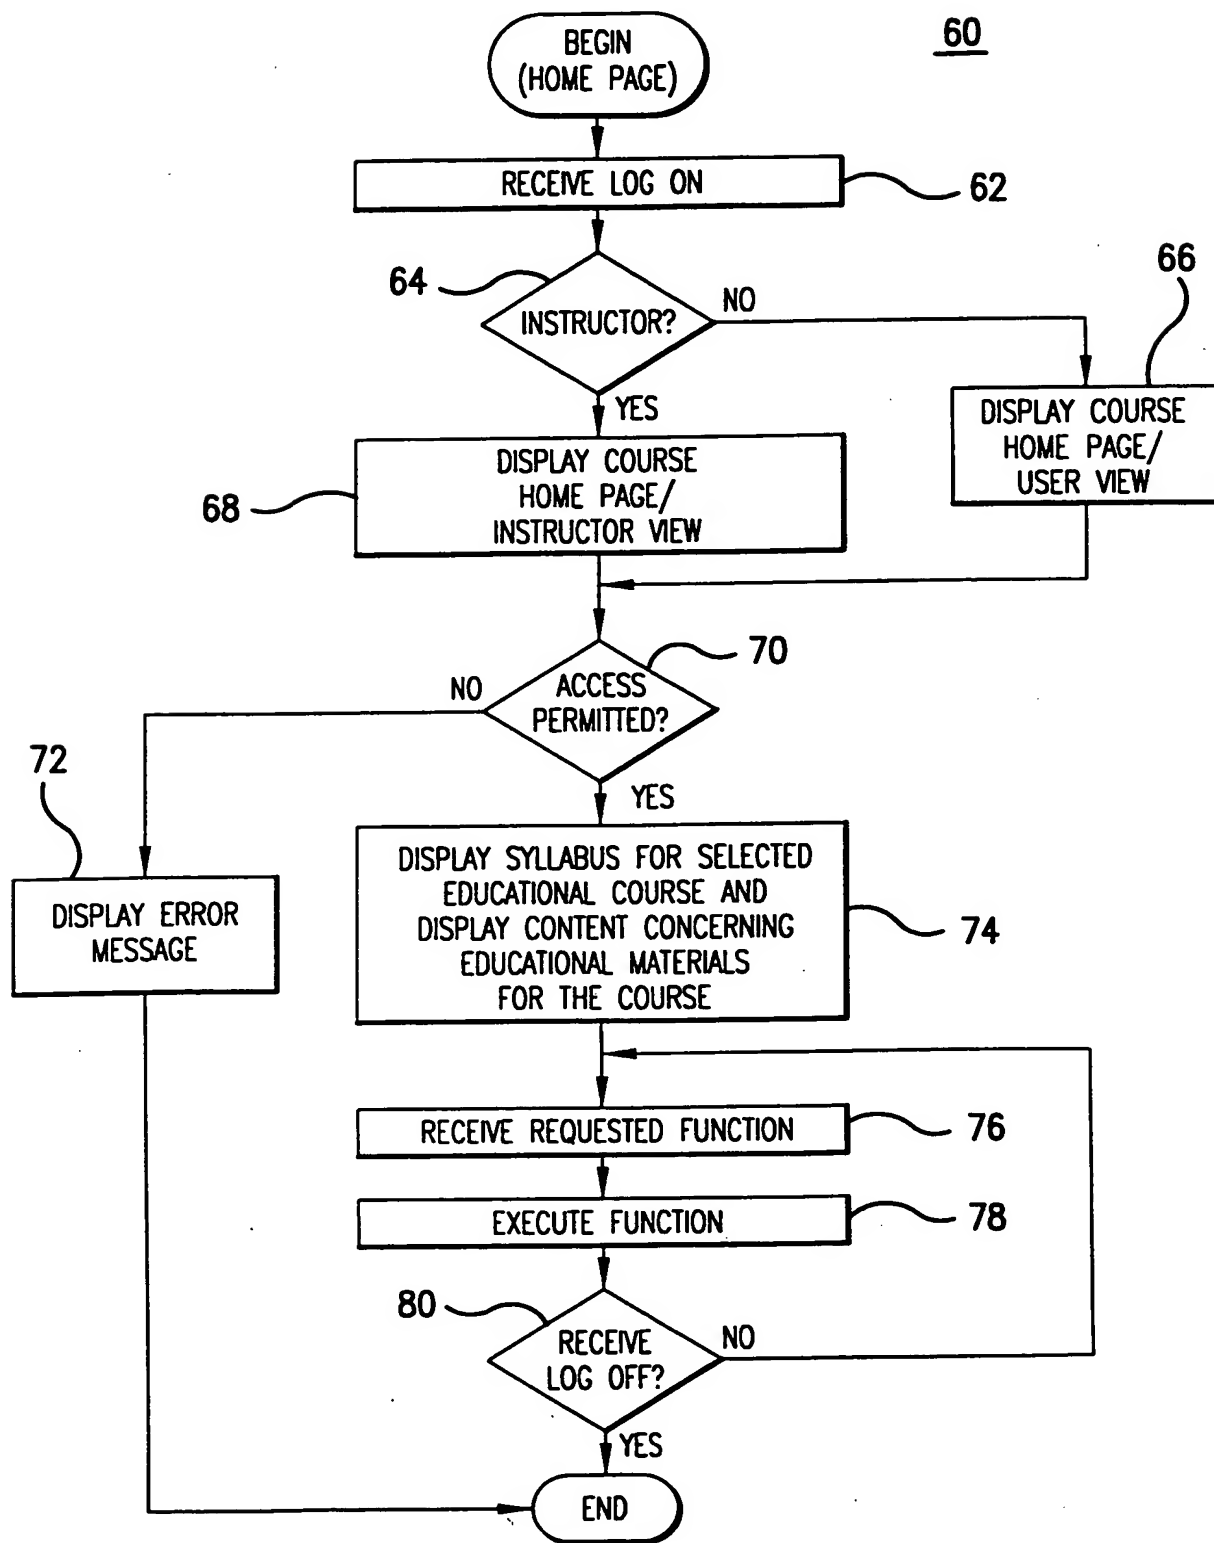 BEGIN
(HOME PAGE)
60
RECEIVE LOG ON
62
64
INSTRUCTOR?
NO
66
YES
DISPLAY COURSE
HOME PAGE/
USER VIEW
DISPLAY COURSE
HOME PAGE/
INSTRUCTOR VIEW
68
70
NO
ACCESS
PERMITTED?
72
YES
DISPLAY ERROR
MESSAGE
DISPLAY SYLLABUS FOR SELECTED
EDUCATIONAL COURSE AND
DISPLAY CONTENT CONCERNING
EDUCATIONAL MATERIALS
FOR THE COURSE
74
RECEIVE REQUESTED FUNCTION
76
EXECUTE FUNCTION
78
80
RECEIVE
LOG OFF?
NO
YES
END